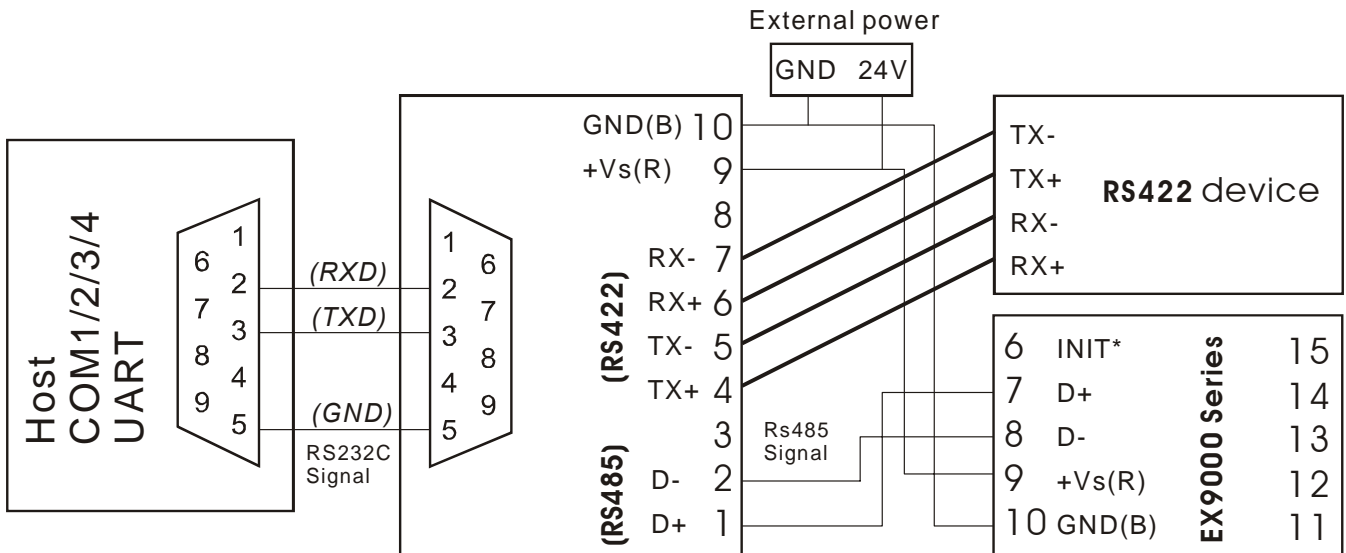 External power
GND 24V
Host
COM1/2/3/4
UART
1
2
3
4
5
6
7
8
9
(RXD)
(TXD)
(GND)
RS232C
Signal
1
2
3
4
5
6
7
8
9
GND(B) 10
+Vs(R) 9
8
(RS422)
RX- 7
RX+ 6
TX- 5
TX+ 4
3
(RS485)
D- 2
D+ 1
Rs485
Signal
TX-
TX+
RX-
RX+
RS422 device
6 INIT*
7 D+
8 D-
9 +Vs(R)
10 GND(B)
EX9000 Series
15
14
13
12
11